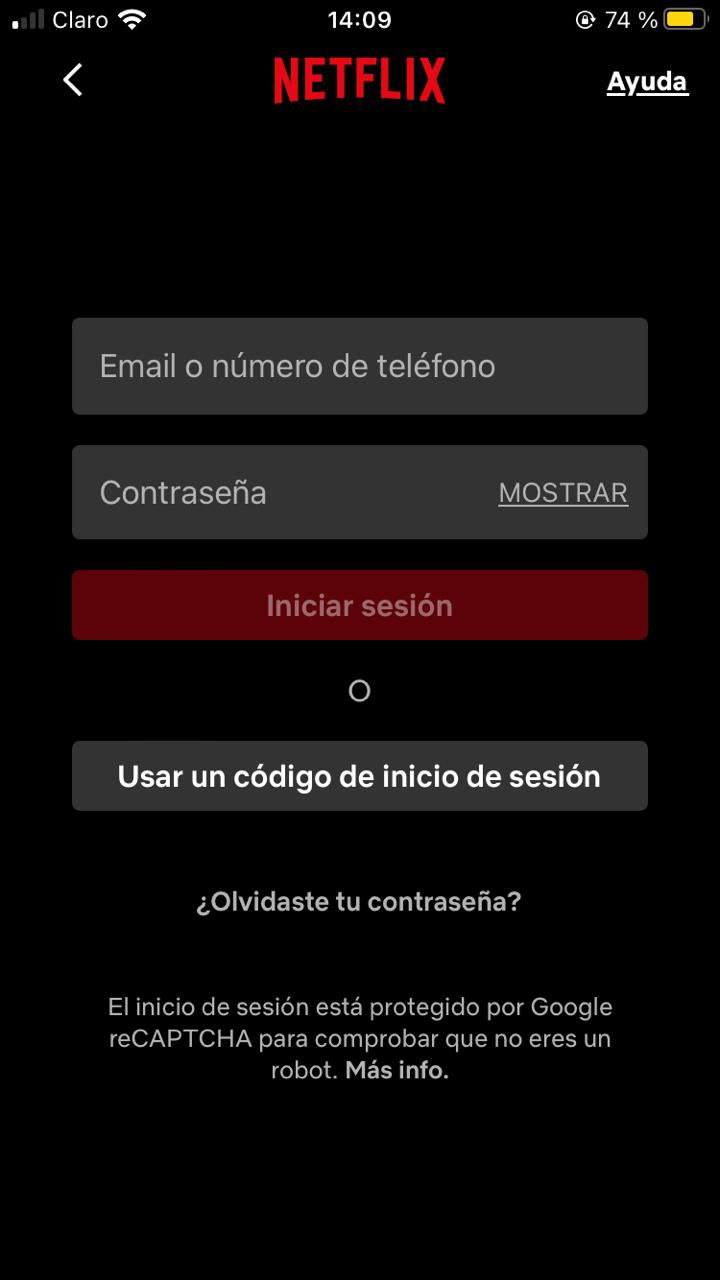 Claro 14:09 74 %
NETFLIX Ayuda
Email o número de teléfono
Contraseña MOSTRAR
Iniciar sesión
O
Usar un código de inicio de sesión
¿Olvidaste tu contraseña?
El inicio de sesión está protegido por Google
reCAPTCHA para comprobar que no eres un
robot. Más info.